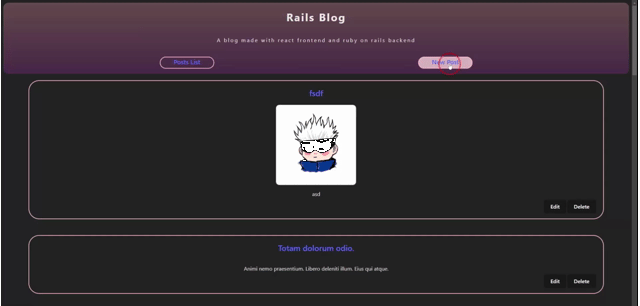 Rails Blog
A blog made with react frontend and ruby on rails backend
Posts List
New Post
fsdf
asd
Edit
Delete
Totam dolorum odio.
Animi nemo praesentium. Libero deleniti illum. Eius qui atque.
Edit
Delete